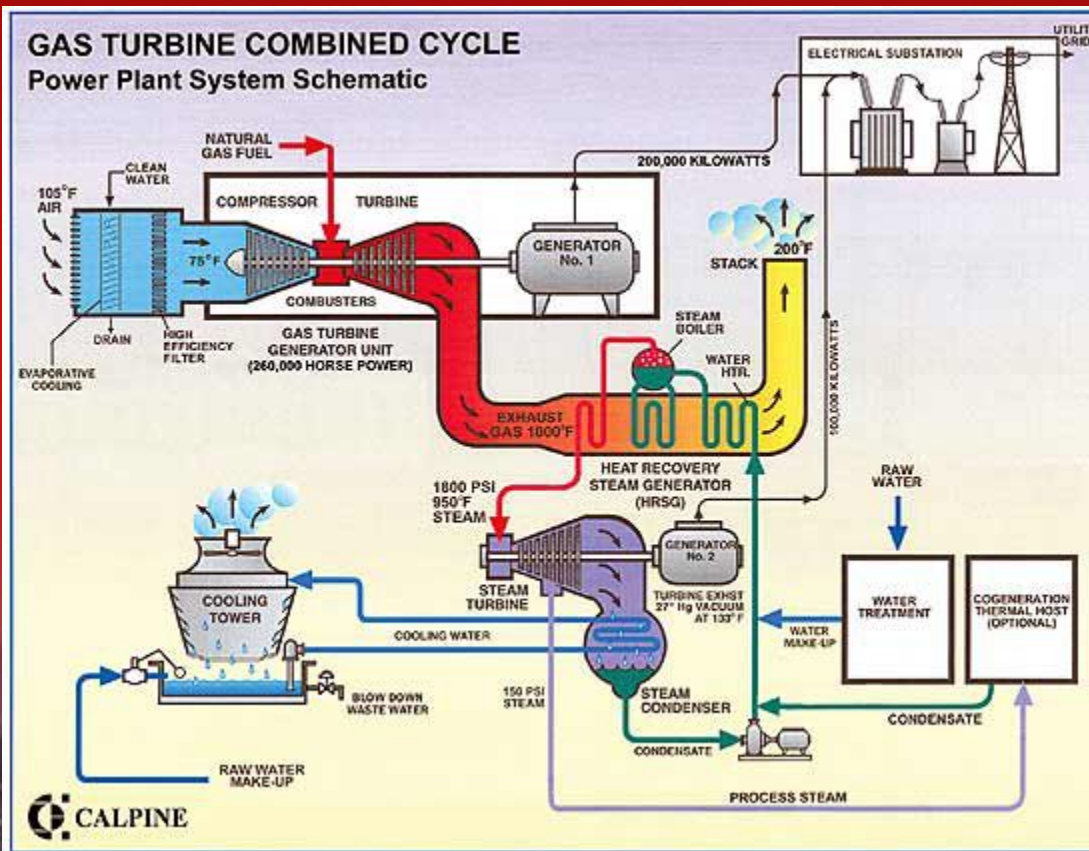 GAS TURBINE COMBINED CYCLE
Power Plant System Schematic
UTILITY
GRID
ELECTRICAL SUBSTATION
NATURAL
GAS FUEL
200,000 KILOWATTS
CLEAN
WATER
105°F
AIR
COMPRESSOR
TURBINE
75°F
GENERATOR
No. 1
200°F
STACK
COMBUSTERS
DRAIN
HIGH
EFFICIENCY
FILTER
EVAPORATIVE
COOLING
GAS TURBINE
GENERATOR UNIT
(260,000 HORSE POWER)
STEAM
BOILER
WATER
HTR.
00,000 KILOWATTS
EXHAUST
GAS 1000°F
HEAT RECOVERY
STEAM GENERATOR
(HRSG)
1800 PSI
950°F
STEAM
RAW
WATER
GENERATOR
No. 2
STEAM
TURBINE
TURBINE EXHST
27" Hg VACUUM
AT 133°F
COOLING
TOWER
COOLING WATER
WATER
TREATMENT
COGENERATION
THERMAL HOST
(OPTIONAL)
WATER
MAKE-UP
BLOW DOWN
WASTE WATER
150 PSI
STEAM
STEAM
CONDENSER
CONDENSATE
CONDENSATE
RAW WATER
MAKE-UP
PROCESS STEAM
CALPINE